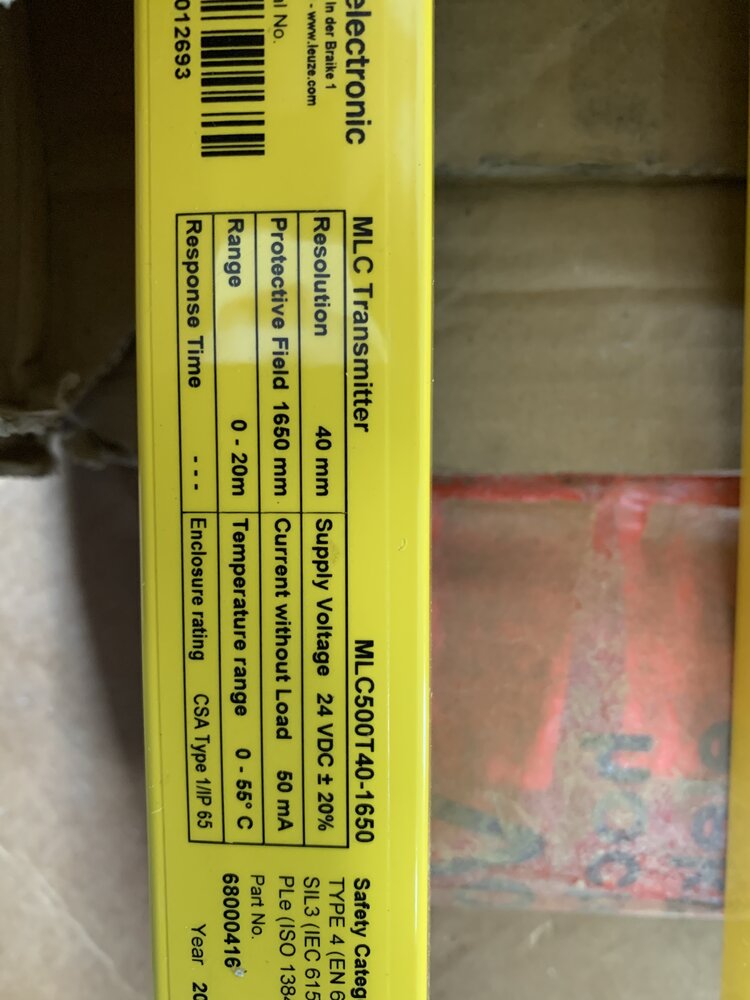 electronic
In der Braike 1
- www.leuze.com
al No.
012693
MLC Transmitter MLC500T40-1650
Resolution 40 mm Supply Voltage 24 VDC ± 20%
Protective Field 1650 mm Current without Load 50 mA
Range 0 - 20m Temperature range 0 - 55° C
Response Time - - - Enclosure rating CSA Type 1/IP 65
Safety Categ
TYPE 4 (EN 6
SIL3 (IEC 615
PLe (ISO 1384
Part No.
68000416
Year 20